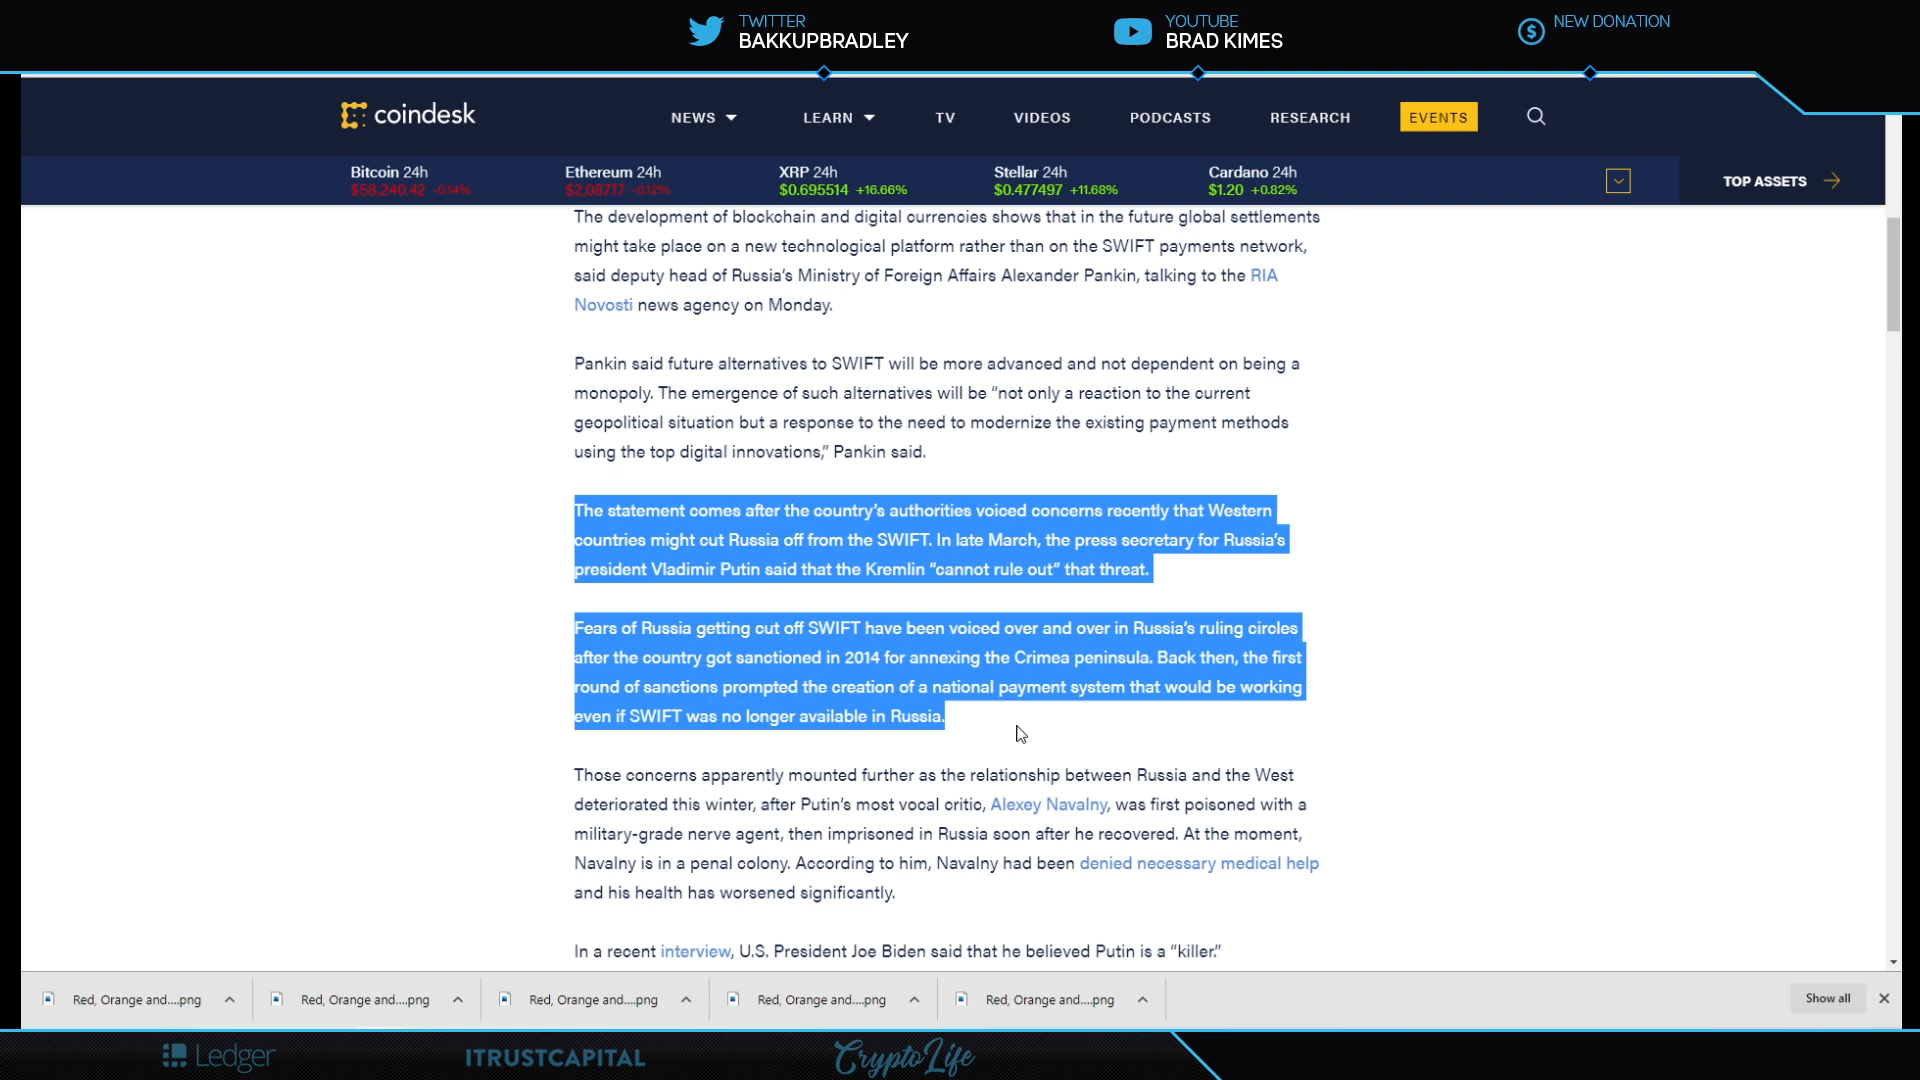 TWITTER
BAKKUPBRADLEY
YOUTUBE
BRAD KIMES
NEW DONATION
coindesk
NEWS
LEARN
TV
VIDEOS
PODCASTS
RESEARCH
EVENTS
Bitcoin 24h
$58,240.42 -0.14%
Ethereum 24h
$2,087.17 -0.12%
XRP 24h
$0.695514 +16.66%
Stellar 24h
$0.477497 +11.68%
Cardano 24h
$1.20 +0.82%
TOP ASSETS
The development of blockchain and digital currencies shows that in the future global settlements
might take place on a new technological platform rather than on the SWIFT payments network,
said deputy head of Russia's Ministry of Foreign Affairs Alexander Pankin, talking to the RIA
Novosti news agency on Monday.
Pankin said future alternatives to SWIFT will be more advanced and not dependent on being a
monopoly. The emergence of such alternatives will be “not only a reaction to the current
geopolitical situation but a response to the need to modernize the existing payment methods
using the top digital innovations,” Pankin said.
The statement comes after the country's authorities voiced concerns recently that Western
countries might cut Russia off from the SWIFT. In late March, the press secretary for Russia's
president Vladimir Putin said that the Kremlin “cannot rule out” that threat.
Fears of Russia getting cut off SWIFT have been voiced over and over in Russia's ruling circles
after the country got sanctioned in 2014 for annexing the Crimea peninsula. Back then, the first
round of sanctions prompted the creation of a national payment system that would be working
even if SWIFT was no longer available in Russia.
Those concerns apparently mounted further as the relationship between Russia and the West
deteriorated this winter, after Putin's most vocal critic, Alexey Navalny, was first poisoned with a
military-grade nerve agent, then imprisoned in Russia soon after he recovered. At the moment,
Navalny is in a penal colony. According to him, Navalny had been denied necessary medical help
and his health has worsened significantly.
In a recent interview, U.S. President Joe Biden said that he believed Putin is a “killer.”
Red, Orange and....png
Red, Orange and....png
Red, Orange and....png
Red, Orange and....png
Red, Orange and....png
Show all
Ledger
ITRUSTCAPITAL
CryptoLife